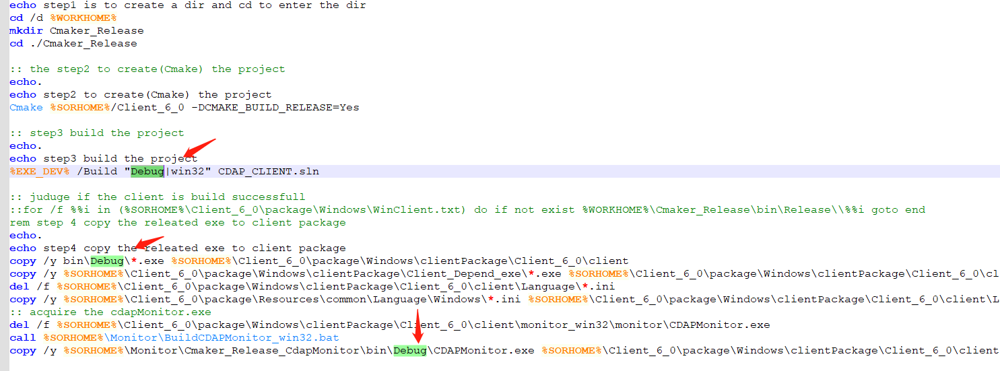 echo step1 is to create a dir and cd to enter the dir
cd /d %WORKHOME%
mkdir Cmaker_Release
cd ./Cmaker_Release
:: the step2 to create(Cmake) the project
echo.
echo step2 to create(Cmake) the project
Cmake %SORHOME%/Client_6_0 -DCMAKE_BUILD_RELEASE=Yes
:: step3 build the project
echo.
echo step3 build the project
%EXE_DEV% /Build "Debug|win32" CDAP_CLIENT.sln
:: juduge if the client is build successfull
::for /f %%i in (%SORHOME%\Client_6_0\package\Windows\WinClient.txt) do if not exist %WORKHOME%\Cmaker_Release\bin\Release\\%%i goto end
rem step 4 copy the releated exe to client package
echo.
echo step4 copy the releated exe to client package
copy /y bin\Debug\*.exe %SORHOME%\Client_6_0\package\Windows\clientPackage\Client_6_0\client
copy /y %SORHOME%\Client_6_0\package\Windows\clientPackage\Client_Depend_exe\*.exe %SORHOME%\Client_6_0\package\Windows\clientPackage\Client_6_0\cl
del /f %SORHOME%\Client_6_0\package\Windows\clientPackage\Client_6_0\client\Language\*.ini
copy /y %SORHOME%\Client_6_0\package\Resources\common\Language\Windows\*.ini %SORHOME%\Client_6_0\package\Windows\clientPackage\Client_6_0\client\L
:: acquire the cdapMonitor.exe
del /f %SORHOME%\Client_6_0\package\Windows\clientPackage\Client_6_0\client\monitor_win32\monitor\CDAPMonitor.exe
call %SORHOME%\Monitor\BuildCDAPMonitor_win32.bat
copy /y %SORHOME%\Monitor\Cmaker_Release_CdapMonitor\bin\Debug\CDAPMonitor.exe %SORHOME%\Client_6_0\package\Windows\clientPackage\Client_6_0\client